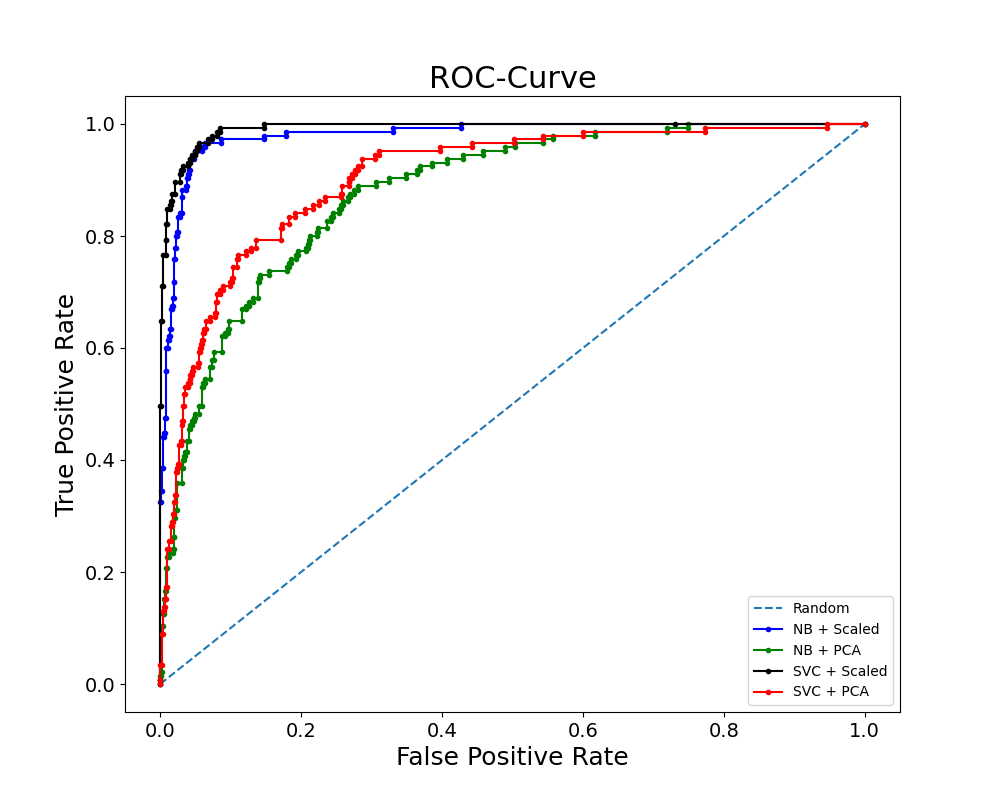 ROC-Curve
True Positive Rate
1.0
0.8
0.6
0.4
0.2
0.0
0.0 0.2 0.4 0.6 0.8 1.0
False Positive Rate
Random
NB + Scaled
NB + PCA
SVC + Scaled
SVC + PCA